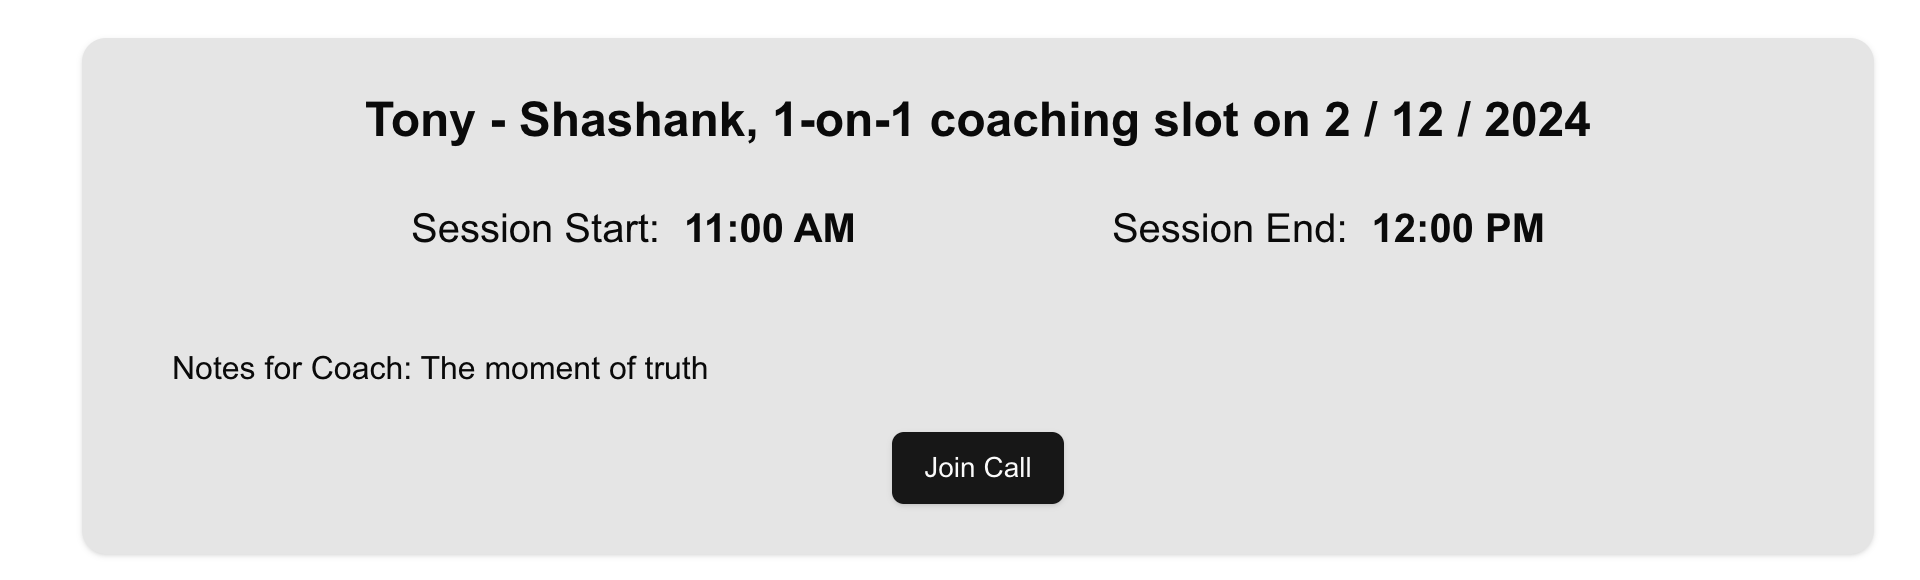 Tony - Shashank, 1-on-1 coaching slot on 2 / 12 / 2024
Session Start: 11:00 AM
Session End: 12:00 PM
Notes for Coach: The moment of truth
Join Call